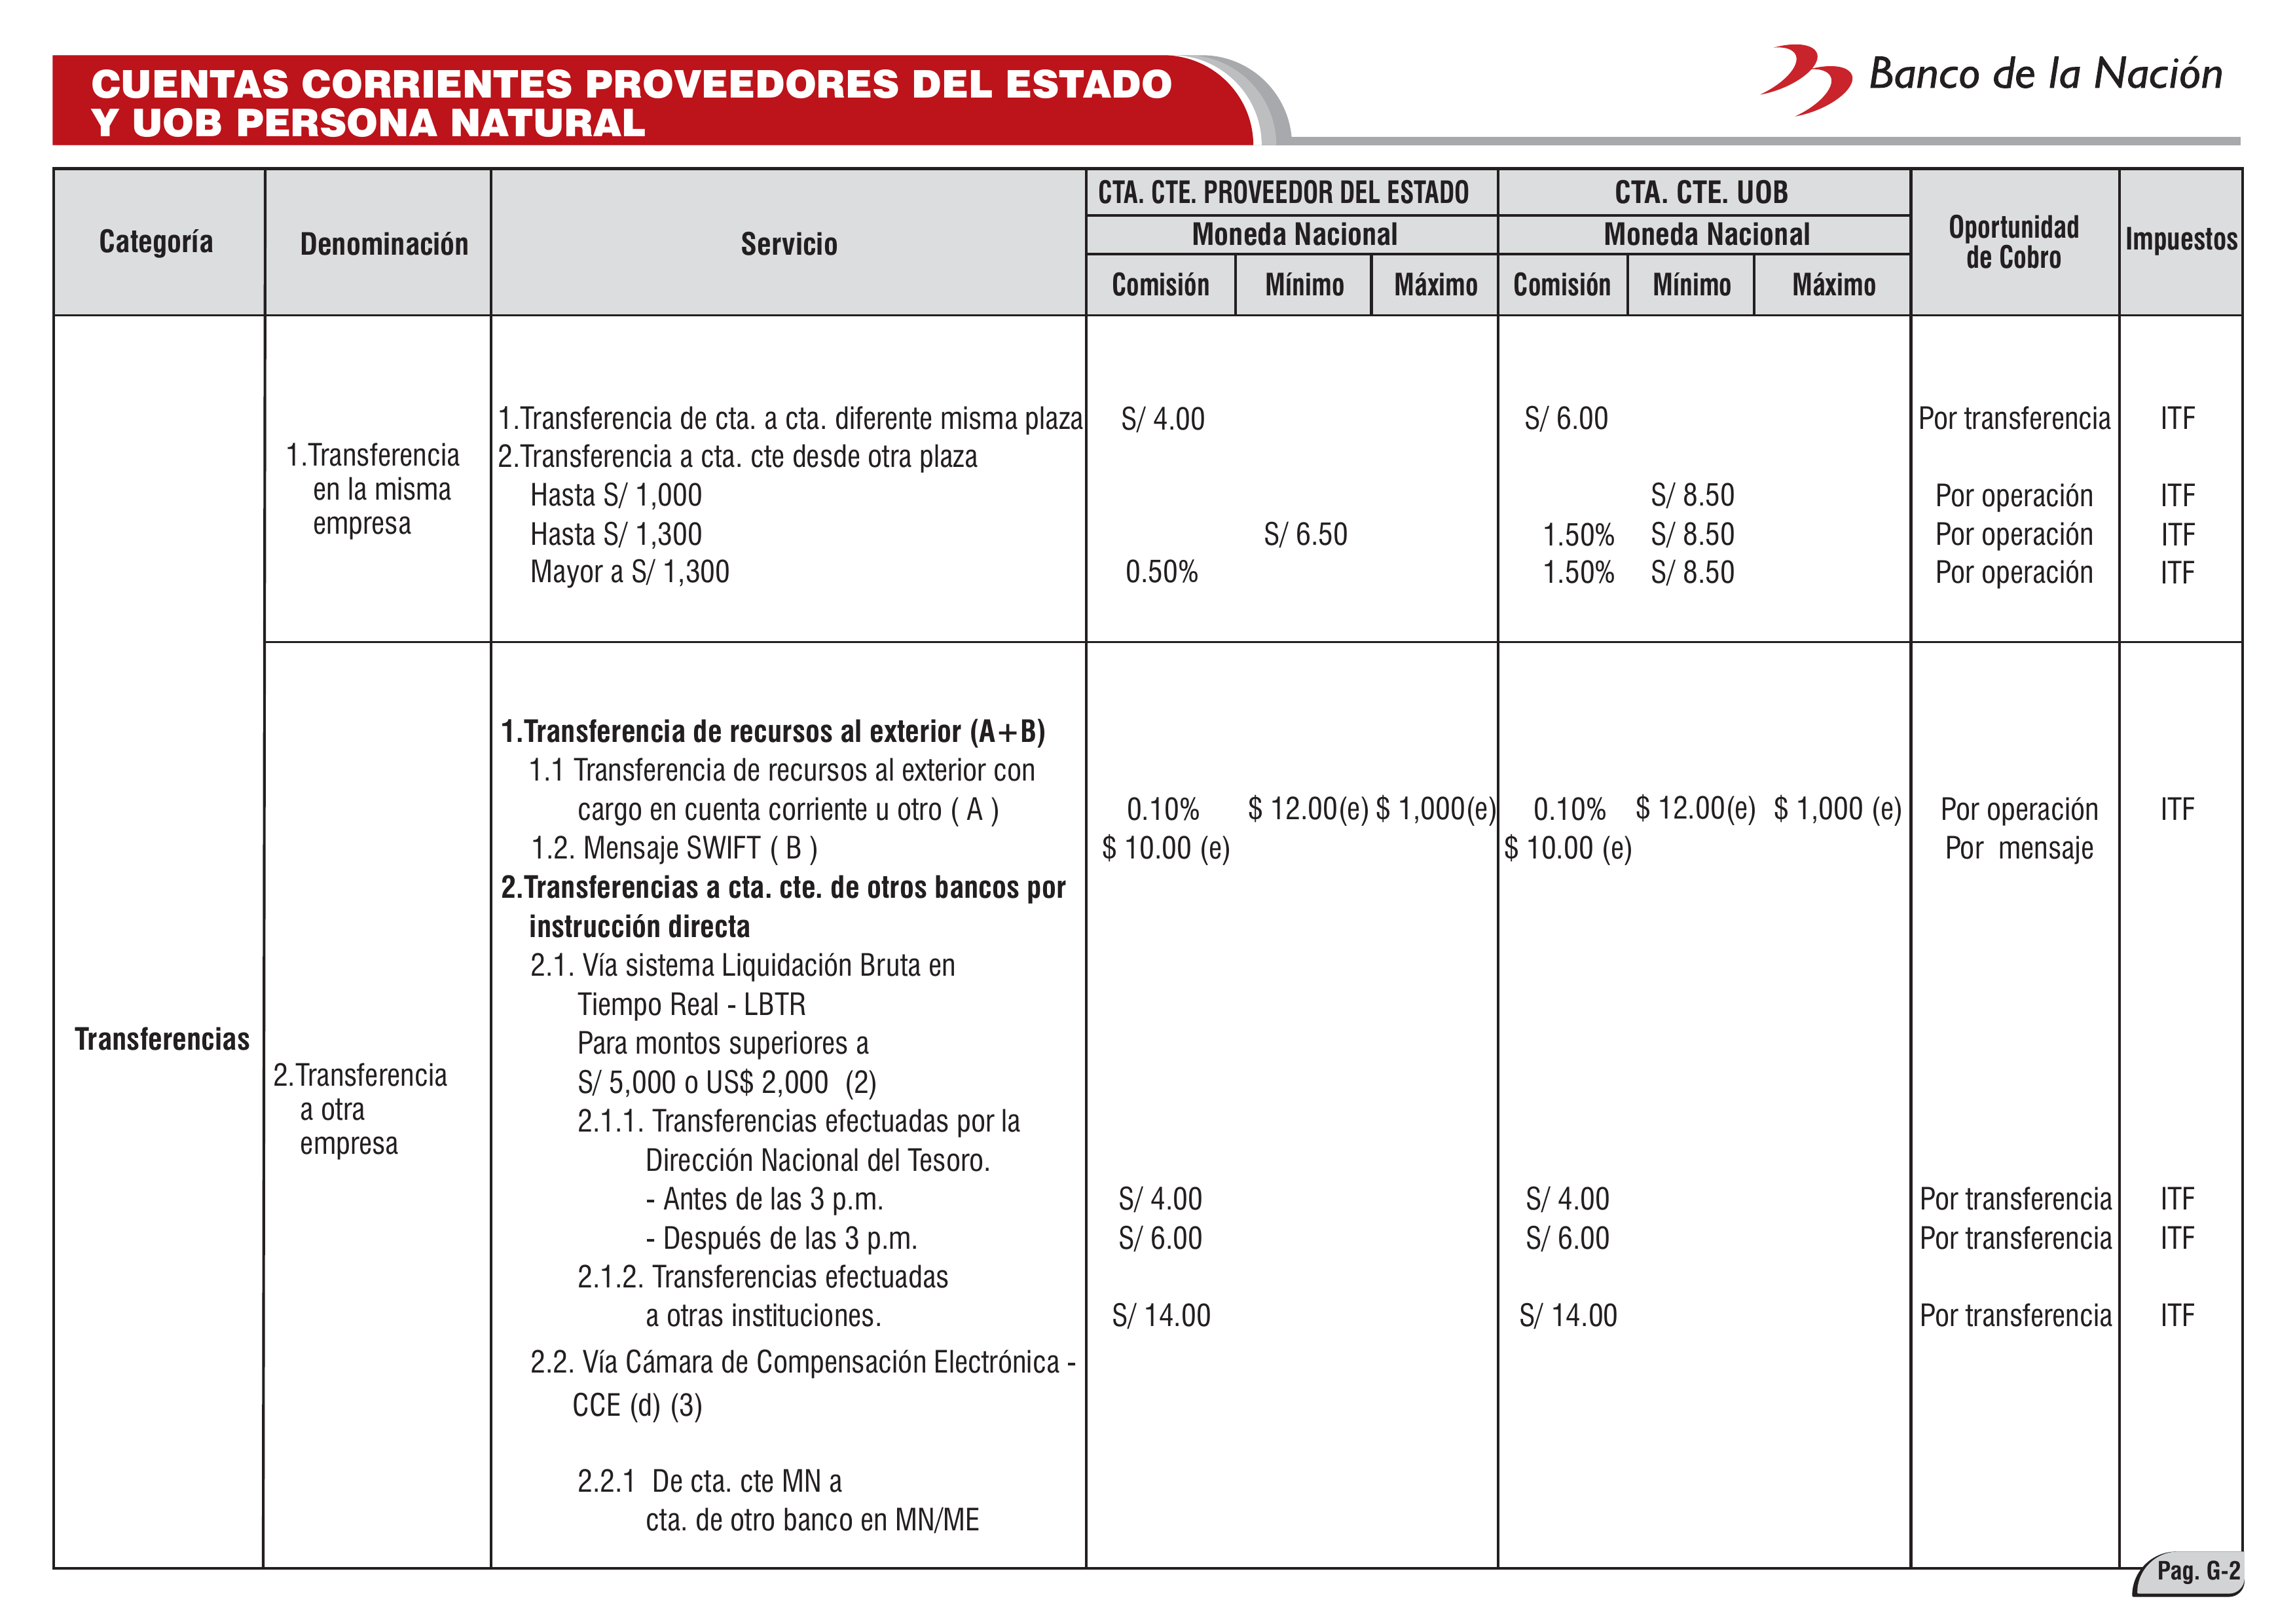 CUENTAS CORRIENTES PROVEEDORES DEL ESTADO
Y UOB PERSONA NATURAL
Banco de la Nación
Categoría Denominación Servicio CTA. CTE. PROVEEDOR DEL ESTADO CTA. CTE. UOB Oportunidad de Cobro Impuestos
Moneda Nacional Moneda Nacional
Comisión Mínimo Máximo Comisión Mínimo Máximo
Transferencias
1.Transferencia
en la misma
empresa
1.Transferencia de cta. a cta. diferente misma plaza S/ 4.00 S/ 6.00 Por transferencia ITF
2.Transferencia a cta. cte desde otra plaza
Hasta S/ 1,000 S/ 8.50 Por operación ITF
Hasta S/ 1,300 S/ 6.50 1.50% S/ 8.50 Por operación ITF
Mayor a S/ 1,300 0.50% 1.50% S/ 8.50 Por operación ITF
2.Transferencia
a otra
empresa
1.Transferencia de recursos al exterior (A+B)
1.1 Transferencia de recursos al exterior con
cargo en cuenta corriente u otro ( A ) 0.10% $ 12.00(e) $ 1,000(e) 0.10% $ 12.00(e) $ 1,000 (e) Por operación ITF
1.2. Mensaje SWIFT ( B ) $ 10.00 (e) $ 10.00 (e) Por mensaje
2.Transferencias a cta. cte. de otros bancos por
instrucción directa
2.1. Vía sistema Liquidación Bruta en
Tiempo Real - LBTR
Para montos superiores a
S/ 5,000 o US$ 2,000 (2)
2.1.1. Transferencias efectuadas por la
Dirección Nacional del Tesoro.
- Antes de las 3 p.m. S/ 4.00 S/ 4.00 Por transferencia ITF
- Después de las 3 p.m. S/ 6.00 S/ 6.00 Por transferencia ITF
2.1.2. Transferencias efectuadas
a otras instituciones. S/ 14.00 S/ 14.00 Por transferencia ITF
2.2. Vía Cámara de Compensación Electrónica -
CCE (d) (3)
2.2.1 De cta. cte MN a
cta. de otro banco en MN/ME
Pag. G-2